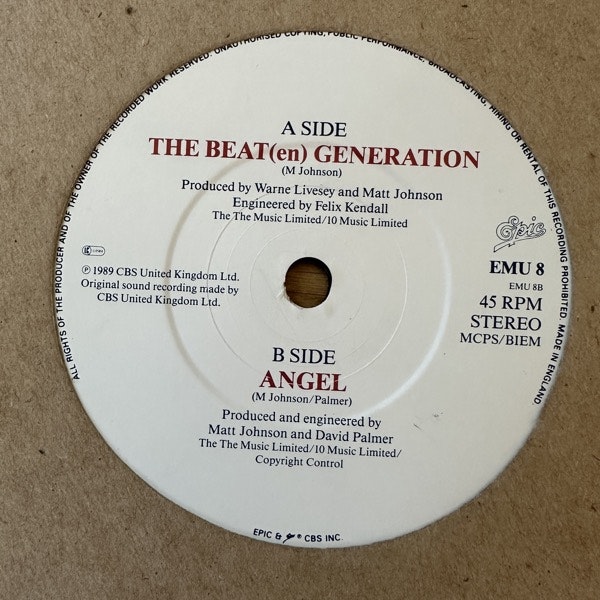 ALL RIGHTS OF THE PRODUCER AND OF THE OWNER OF THE RECORDED WORK RESERVED. UNAUTHORISED COPYING, PUBLIC PERFORMANCE, BROADCASTING, HIRING OR RENTAL OF THIS RECORDING PROHIBITED. MADE IN ENGLAND
A SIDE
THE BEAT(en) GENERATION
(M Johnson)
Produced by Warne Livesey and Matt Johnson
Engineered by Felix Kendall
The The Music Limited/10 Music Limited
Epic
℗ 1989 CBS United Kingdom Ltd.
Original sound recording made by
CBS United Kingdom Ltd.
EMU 8
EMU 8B
45 RPM
STEREO
MCPS/BIEM
B SIDE
ANGEL
(M Johnson/Palmer)
Produced and engineered by
Matt Johnson and David Palmer
The The Music Limited/10 Music Limited/
Copyright Control
EPIC & ® CBS INC.